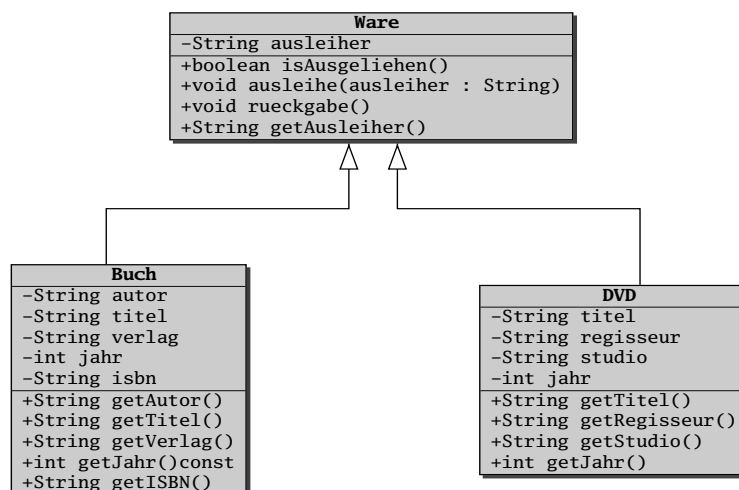 Ware
-String ausleiher
+boolean isAusgeliehen()
+void ausleihe(ausleiher : String)
+void rueckgabe()
+String getAusleiher()
Buch
-String autor
-String titel
-String verlag
-int jahr
-String isbn
+String getAutor()
+String getTitel()
+String getVerlag()
+int getJahr()const
+String getISBN()
DVD
-String titel
-String regisseur
-String studio
-int jahr
+String getTitel()
+String getRegisseur()
+String getStudio()
+int getJahr()